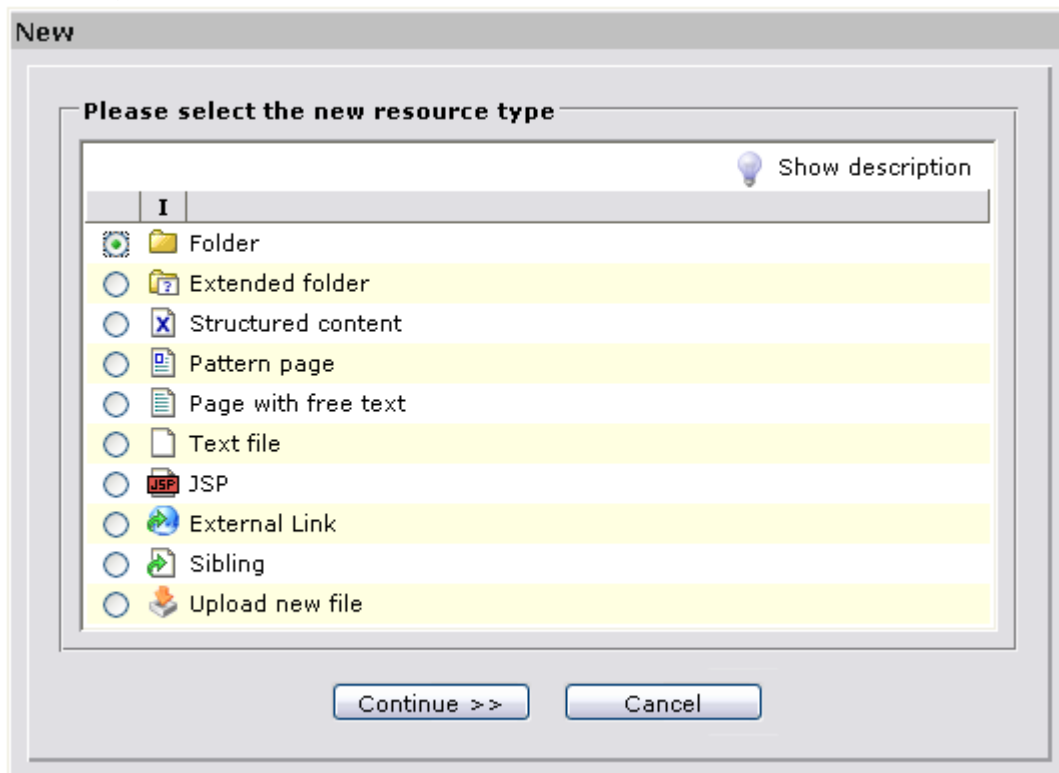 New
Please select the new resource type
Show description
I
Folder
Extended folder
Structured content
Pattern page
Page with free text
Text file
JSP JSP
External Link
Sibling
Upload new file
Continue >> Cancel